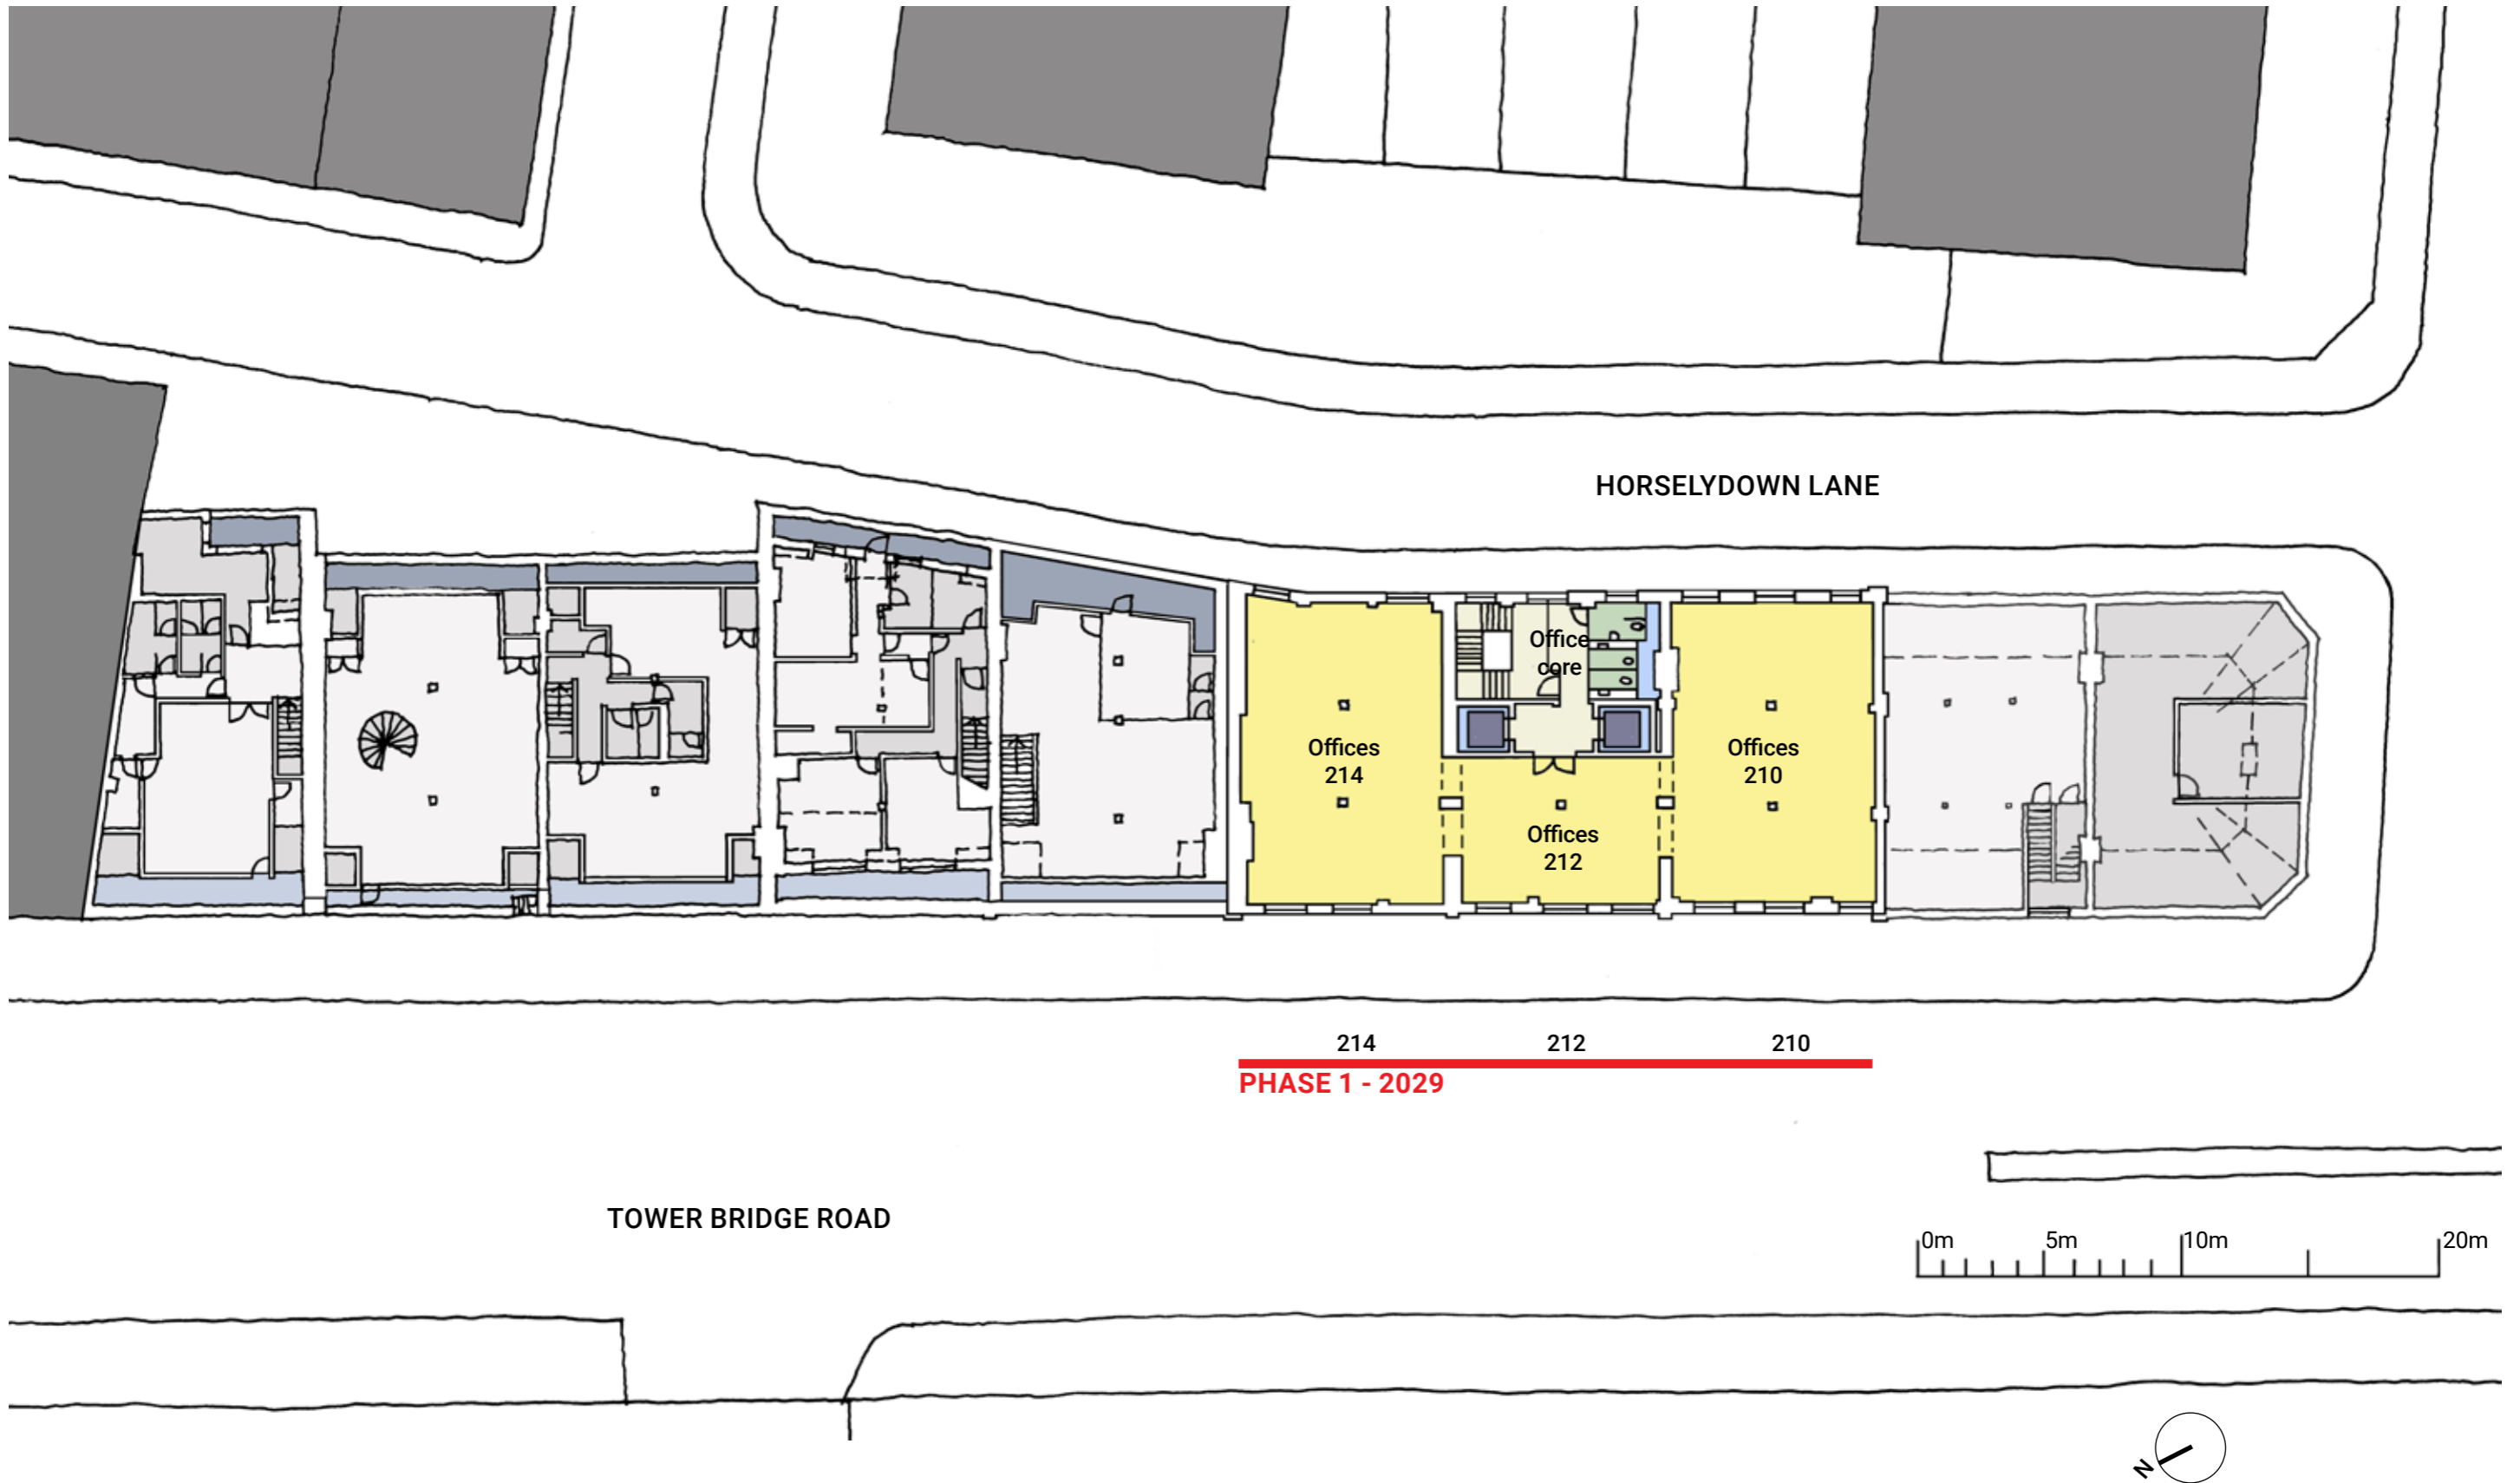 HORSELYDOWN LANE
Office
core
Offices
214
Offices
210
Offices
212
214
212
210
PHASE 1 - 2029
TOWER BRIDGE ROAD
0m
5m
10m
20m
N